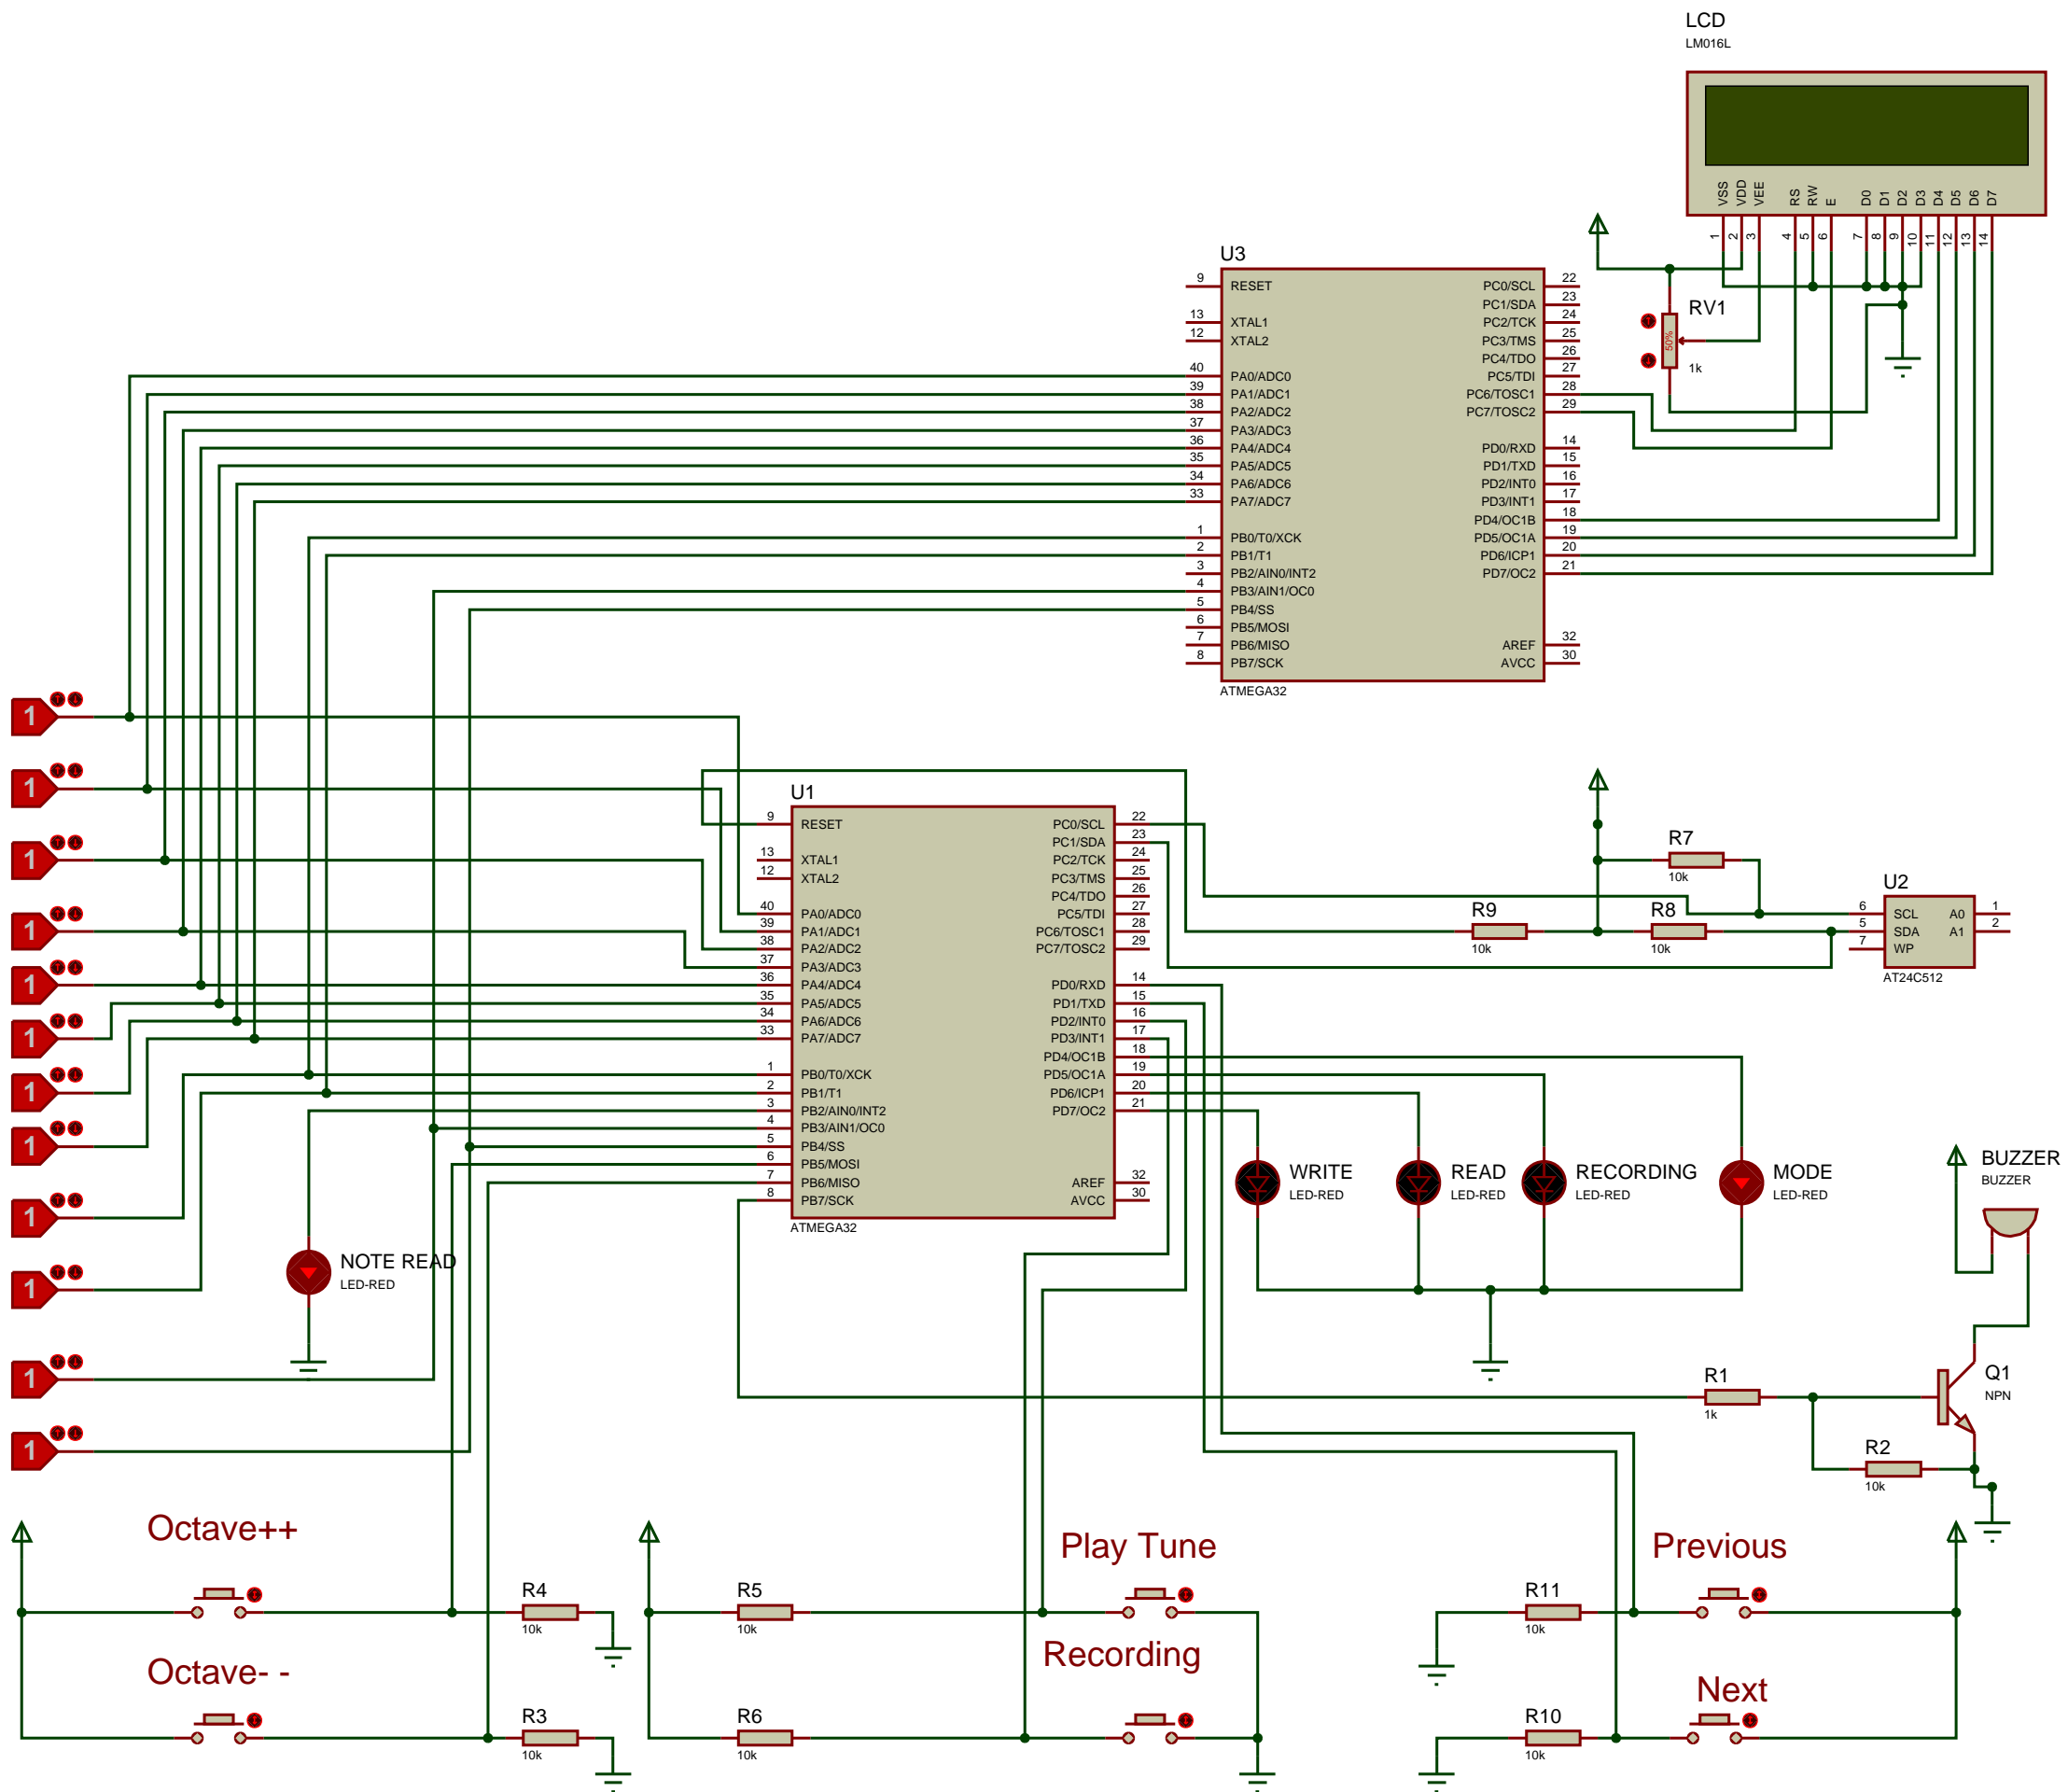 LCD
LM016L
VSS
VDD
VEE
RS
RW
E
D0
D1
D2
D3
D4
D5
D6
D7
1
2
3
4
5
6
7
8
9
10
11
12
13
14
RV1
50%
1k
U3
9 RESET
13 XTAL1
12 XTAL2
40 PA0/ADC0
39 PA1/ADC1
38 PA2/ADC2
37 PA3/ADC3
36 PA4/ADC4
35 PA5/ADC5
34 PA6/ADC6
33 PA7/ADC7
1 PB0/T0/XCK
2 PB1/T1
3 PB2/AIN0/INT2
4 PB3/AIN1/OC0
5 PB4/SS
6 PB5/MOSI
7 PB6/MISO
8 PB7/SCK
PC0/SCL 22
PC1/SDA 23
PC2/TCK 24
PC3/TMS 25
PC4/TDO 26
PC5/TDI 27
PC6/TOSC1 28
PC7/TOSC2 29
PD0/RXD 14
PD1/TXD 15
PD2/INT0 16
PD3/INT1 17
PD4/OC1B 18
PD5/OC1A 19
PD6/ICP1 20
PD7/OC2 21
AREF 32
AVCC 30
ATMEGA32
1
1
1
1
1
1
1
1
1
1
1
1
U1
9 RESET
13 XTAL1
12 XTAL2
40 PA0/ADC0
39 PA1/ADC1
38 PA2/ADC2
37 PA3/ADC3
36 PA4/ADC4
35 PA5/ADC5
34 PA6/ADC6
33 PA7/ADC7
1 PB0/T0/XCK
2 PB1/T1
3 PB2/AIN0/INT2
4 PB3/AIN1/OC0
5 PB4/SS
6 PB5/MOSI
7 PB6/MISO
8 PB7/SCK
PC0/SCL 22
PC1/SDA 23
PC2/TCK 24
PC3/TMS 25
PC4/TDO 26
PC5/TDI 27
PC6/TOSC1 28
PC7/TOSC2 29
PD0/RXD 14
PD1/TXD 15
PD2/INT0 16
PD3/INT1 17
PD4/OC1B 18
PD5/OC1A 19
PD6/ICP1 20
PD7/OC2 21
AREF 32
AVCC 30
ATMEGA32
R7
10k
R9
10k
R8
10k
U2
6 SCL A0 1
5 SDA A1 2
7 WP
AT24C512
WRITE
LED-RED
READ
LED-RED
RECORDING
LED-RED
MODE
LED-RED
BUZZER
BUZZER
NOTE READ
LED-RED
R1
1k
Q1
NPN
R2
10k
Octave++
R4
10k
Octave- -
R3
10k
R5
10k
Play Tune
Recording
R6
10k
R11
10k
Previous
R10
10k
Next